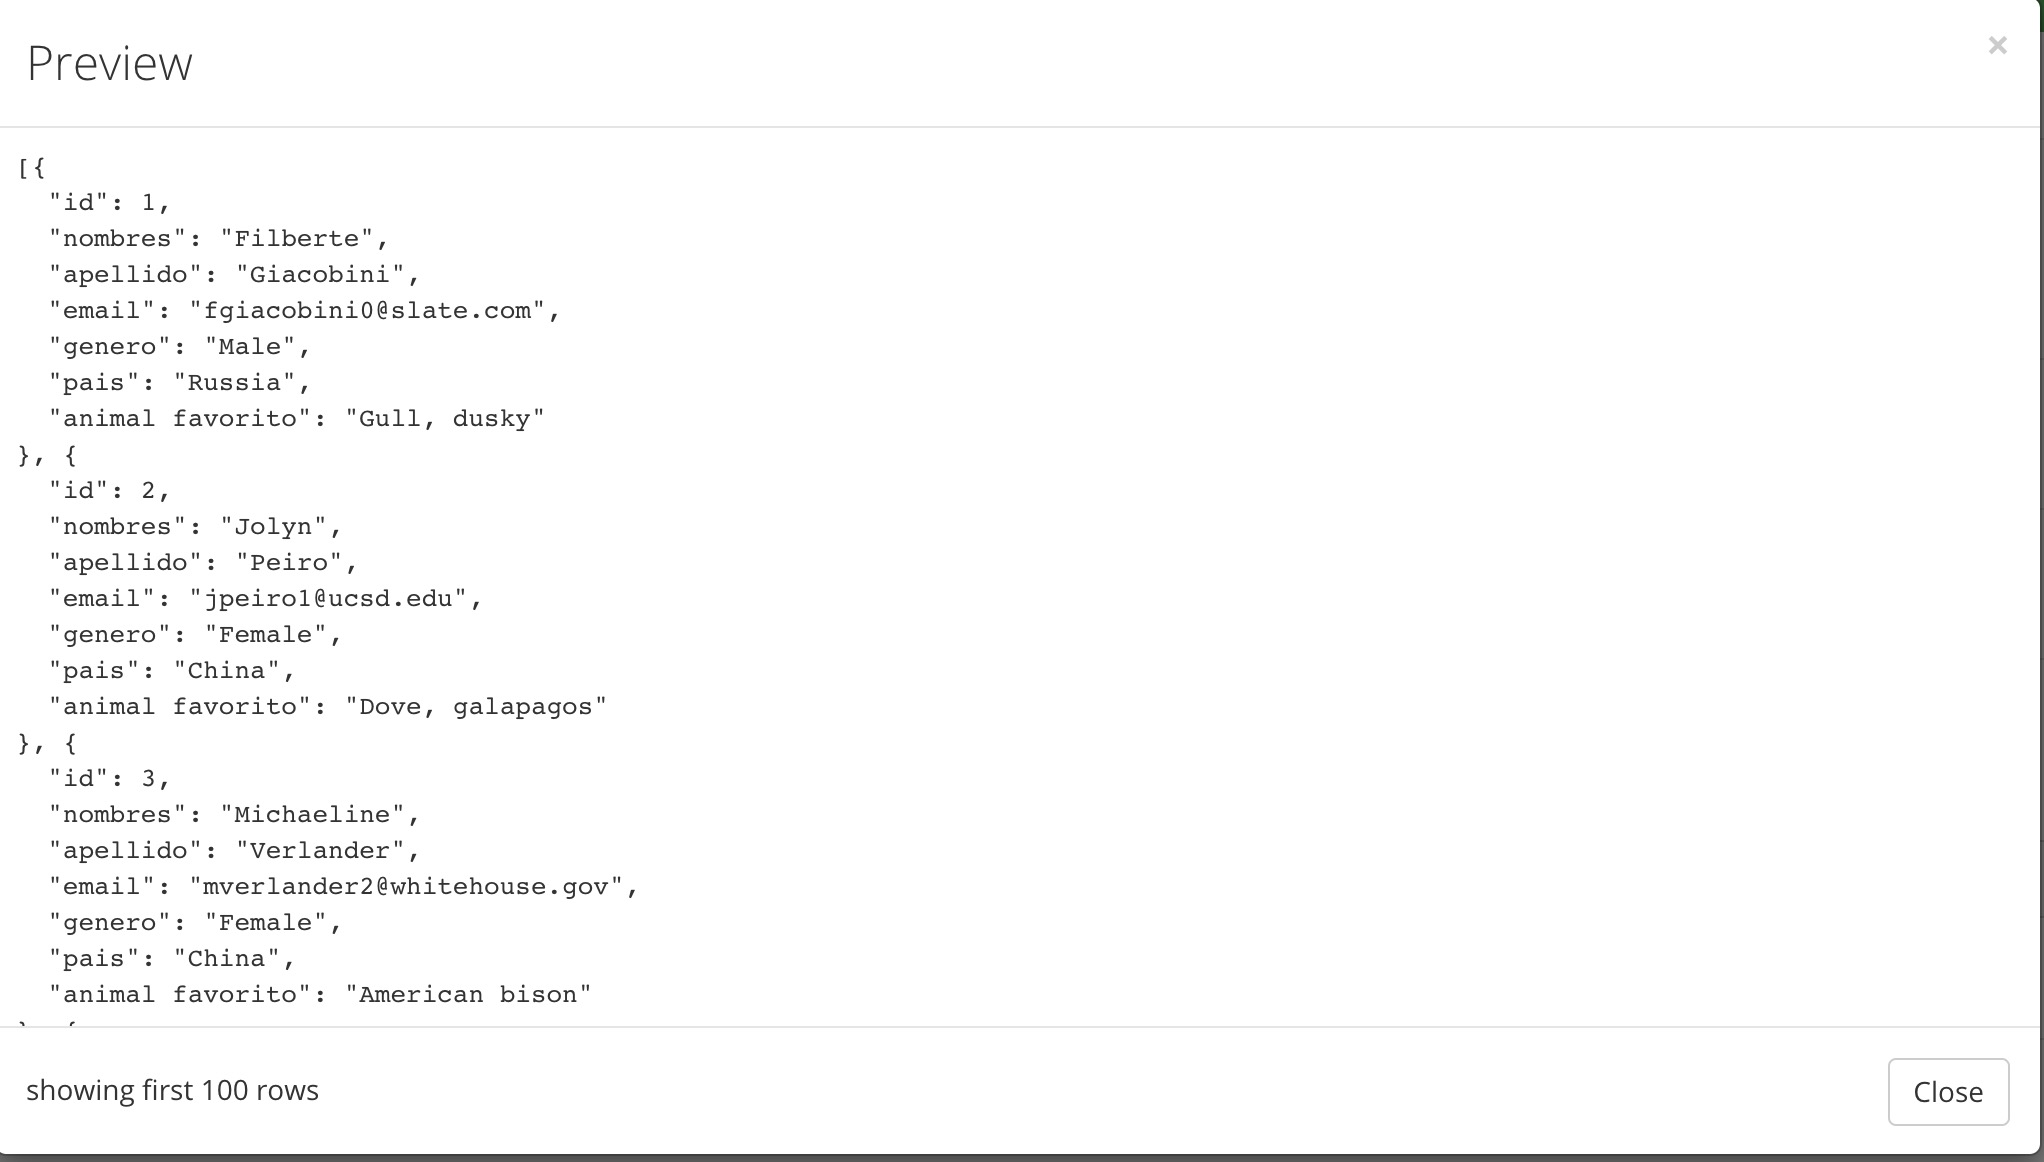 Preview
×
[{
  "id": 1,
  "nombres": "Filberte",
  "apellido": "Giacobini",
  "email": "fgiacobini0@slate.com",
  "genero": "Male",
  "pais": "Russia",
  "animal favorito": "Gull, dusky"
}, {
  "id": 2,
  "nombres": "Jolyn",
  "apellido": "Peiro",
  "email": "jpeiro1@ucsd.edu",
  "genero": "Female",
  "pais": "China",
  "animal favorito": "Dove, galapagos"
}, {
  "id": 3,
  "nombres": "Michaeline",
  "apellido": "Verlander",
  "email": "mverlander2@whitehouse.gov",
  "genero": "Female",
  "pais": "China",
  "animal favorito": "American bison"
}, {
showing first 100 rows
Close